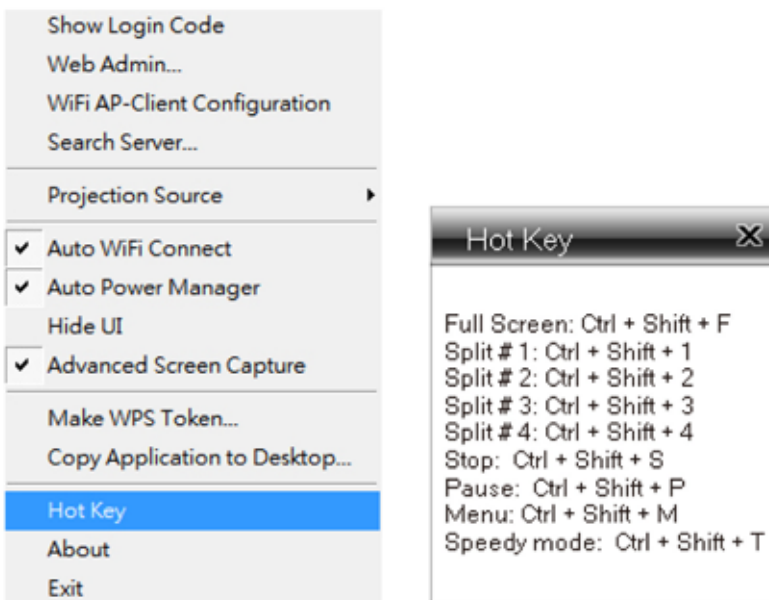 Show Login Code
Web Admin...
WiFi AP-Client Configuration
Search Server...
Projection Source
Auto WiFi Connect
Auto Power Manager
Hide UI
Advanced Screen Capture
Make WPS Token...
Copy Application to Desktop...
Hot Key
About
Exit
Hot Key
Full Screen: Ctrl + Shift + F
Split # 1: Ctrl + Shift + 1
Split # 2: Ctrl + Shift + 2
Split # 3: Ctrl + Shift + 3
Split # 4: Ctrl + Shift + 4
Stop: Ctrl + Shift + S
Pause: Ctrl + Shift + P
Menu: Ctrl + Shift + M
Speedy mode: Ctrl + Shift + T